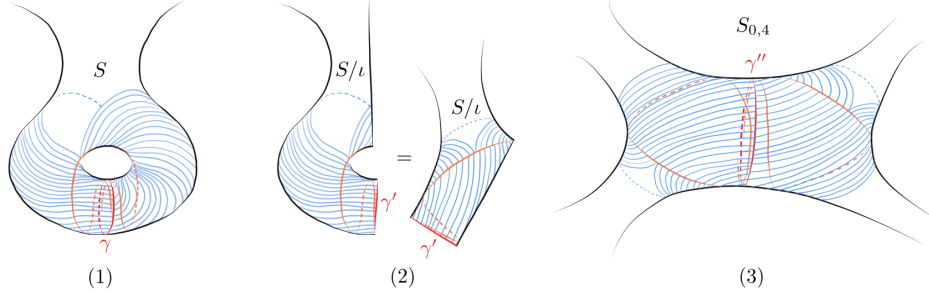 S
γ
(1)
S/ι
γ′
=
S/ι
γ′
(2)
S₀,₄
γ″
(3)